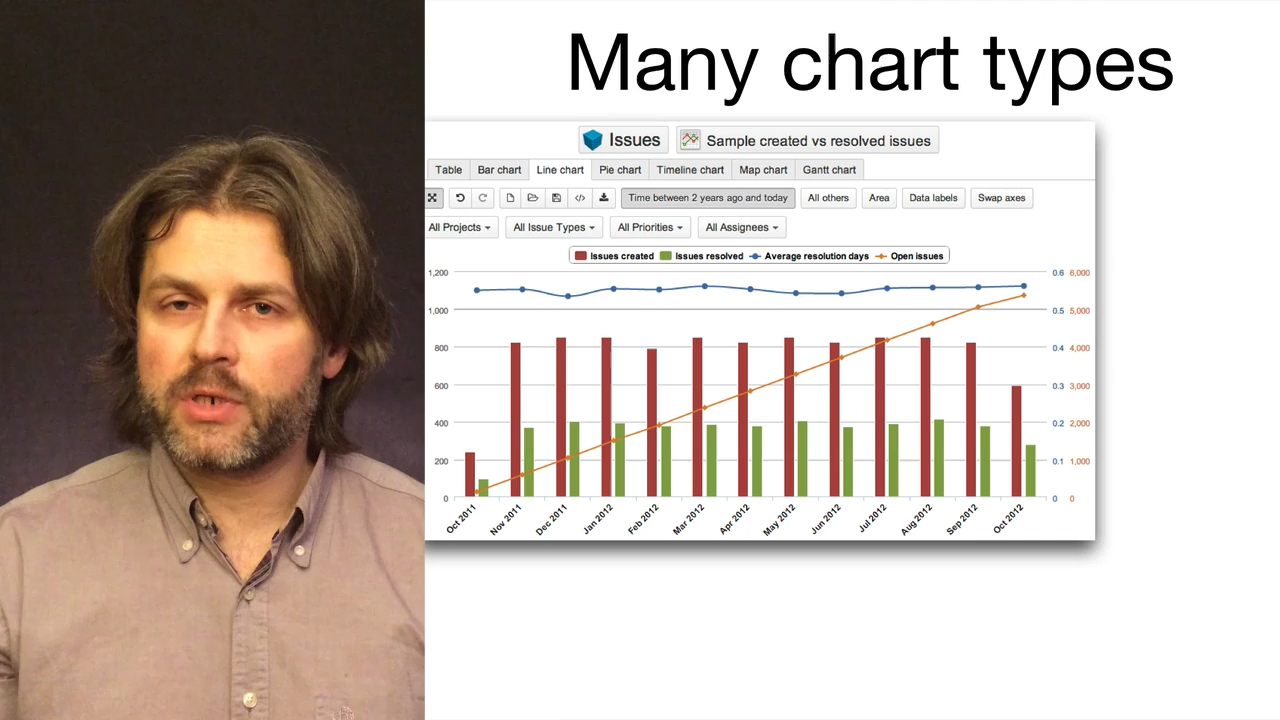 Many chart types
Issues Sample created vs resolved issues
Table Bar chart Line chart Pie chart Timeline chart Map chart Gantt chart
Time between 2 years ago and today All others Area Data labels Swap axes
All Projects All Issue Types All Priorities All Assignees
Issues created Issues resolved Average resolution days Open issues
1,200 0.6 6,000
1,000 0.5 5,000
800 0.4 4,000
600 0.3 3,000
400 0.2 2,000
200 0.1 1,000
0 0 0
Oct 2011 Nov 2011 Dec 2011 Jan 2012 Feb 2012 Mar 2012 Apr 2012 May 2012 Jun 2012 Jul 2012 Aug 2012 Sep 2012 Oct 2012